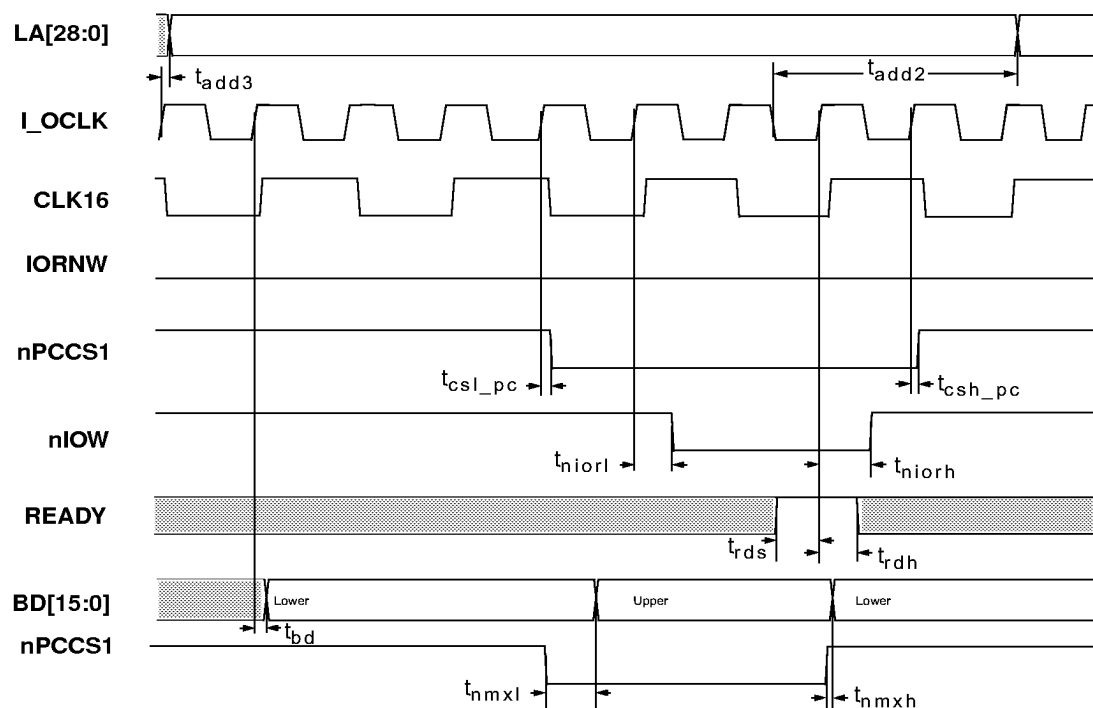 LA[28:0]
tadd3
tadd2
I_OCLK
CLK16
IORNW
nPCCS1
tcsl_pc
tcsh_pc
nIOW
tniorl
tniorh
READY
trds
trdh
BD[15:0]
Lower
Upper
Lower
tbd
nPCCS1
tnmxl
tnmxh